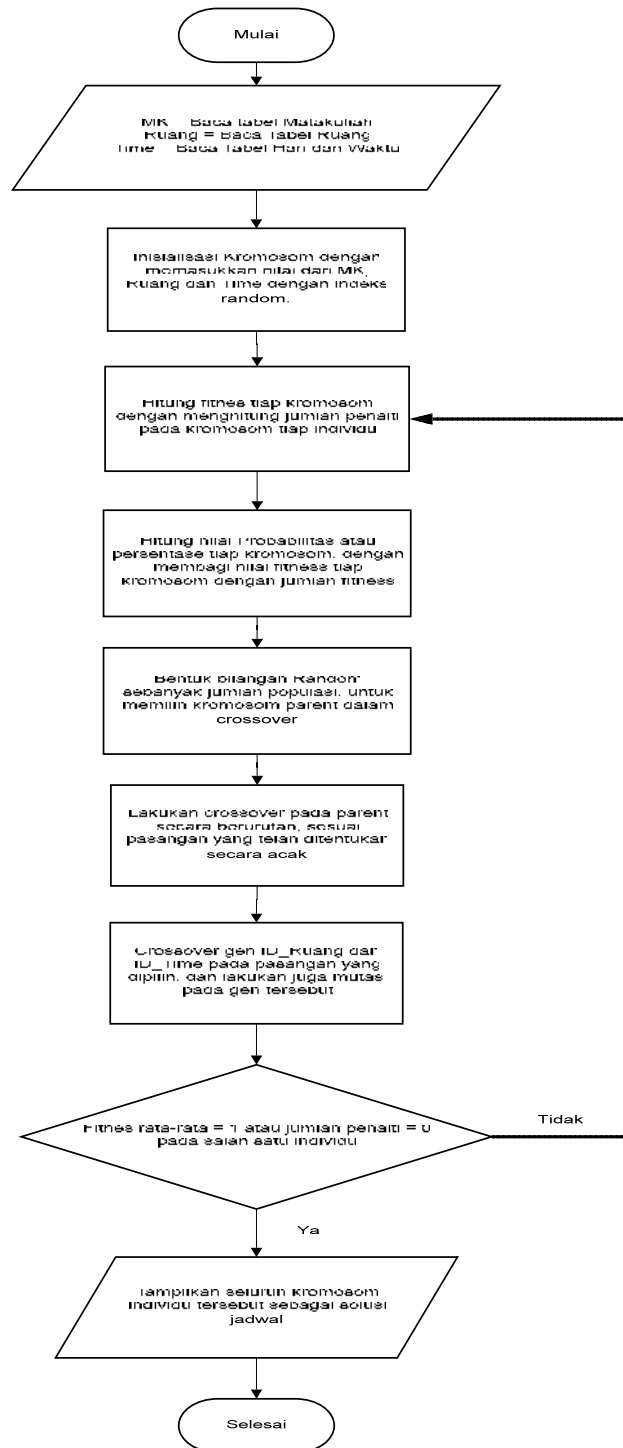 Mulai
MK = Baca tabel Matakuliah
Ruang = Baca Tabel Ruang
Time = Baca Tabel Hari dan Waktu
Inisialisasi Kromosom dengan
memasukkan nilai dari MK,
Ruang dan Time dengan indeks
random.
Hitung fitnes tiap kromosom
dengan menghitung jumlah penalti
pada kromosom tiap individu
Hitung nilai Probabilitas atau
persentase tiap kromosom, dengan
membagi nilai fitness tiap
kromosom dengan jumlah fitness
Bentuk bilangan Random
sebanyak jumlah populasi, untuk
memilih kromosom parent dalam
crossover
Lakukan crossover pada parent
secara berurutan, sesuai
pasangan yang telah ditentukan
secara acak
Crossover gen ID_Ruang dan
ID_Time pada pasangan yang
dipilih, dan lakukan juga mutasi
pada gen tersebut
Fitnes rata-rata = 1 atau jumlah penalti = 0
pada salah satu individu
Tidak
Ya
Tampilkan seluruh kromosom
individu tersebut sebagai solusi
jadwal
Selesai